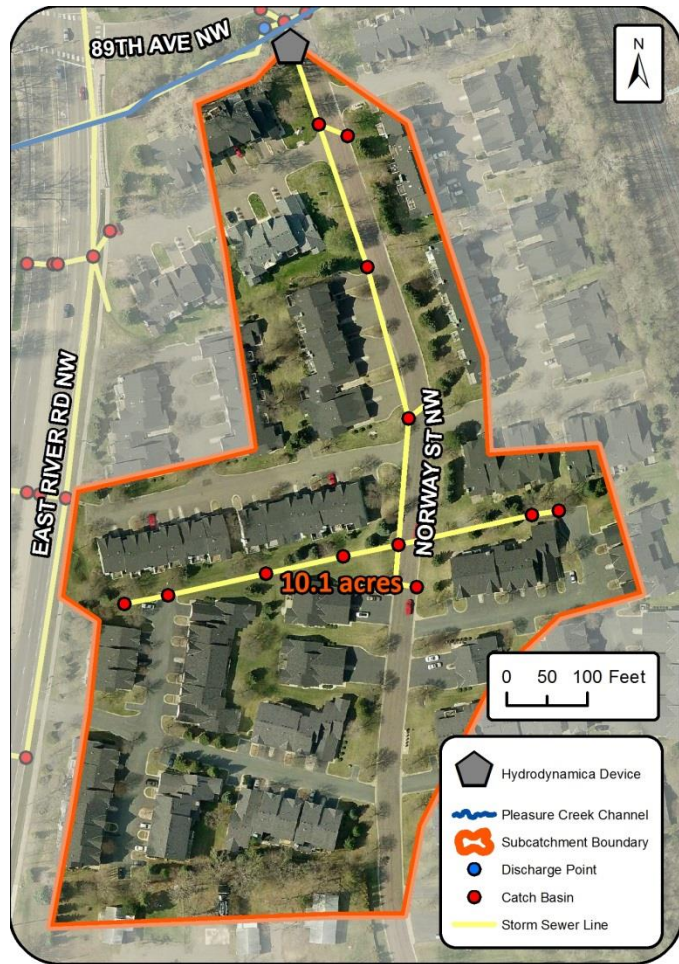 89TH AVE NW
N
EAST RIVER RD NW
NORWAY ST NW
10.1 acres
0 50 100 Feet
Hydrodynamica Device
Pleasure Creek Channel
Subcatchment Boundary
Discharge Point
Catch Basin
Storm Sewer Line